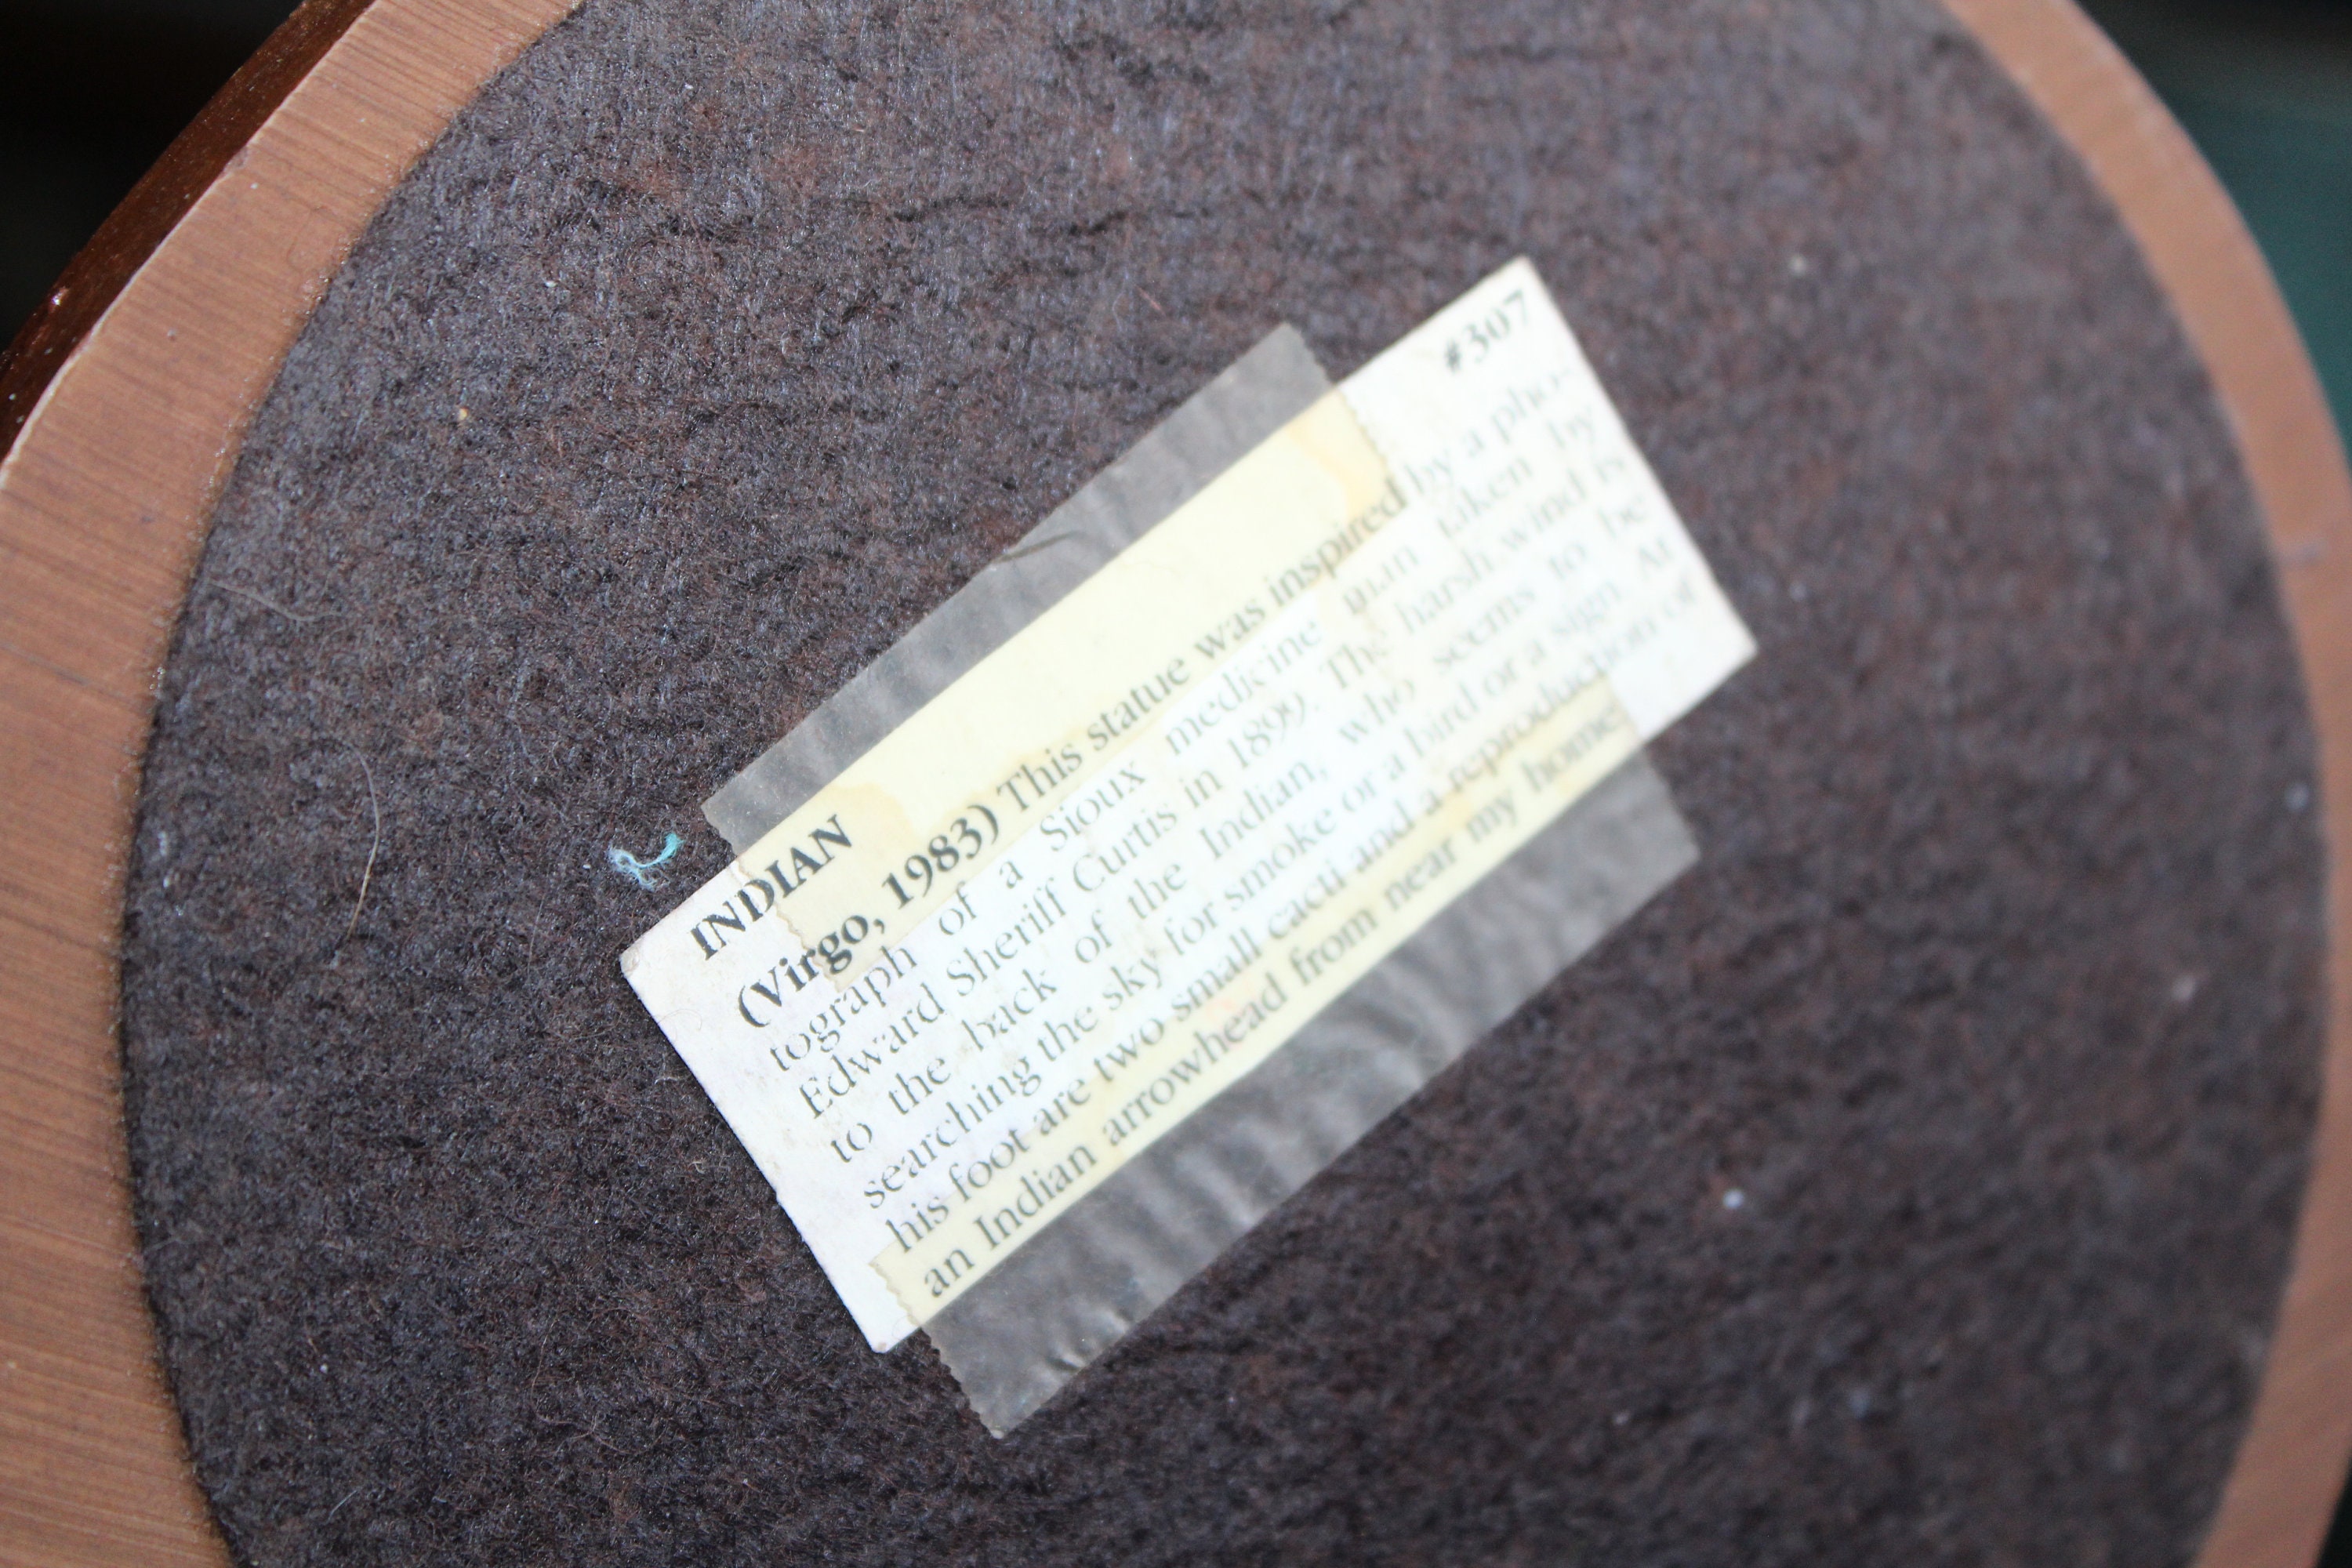 INDIAN #307
(Virgo, 1983) This statue was inspired by a pho-
tograph of a Sioux medicine man taken by
Edward Sheriff Curtis in 1899. The harsh wind is
to the back of the Indian, who seems to be
searching the sky for smoke or a bird or a sign. At
his foot are two small cacti and a reproduction of
an Indian arrowhead from near my home.